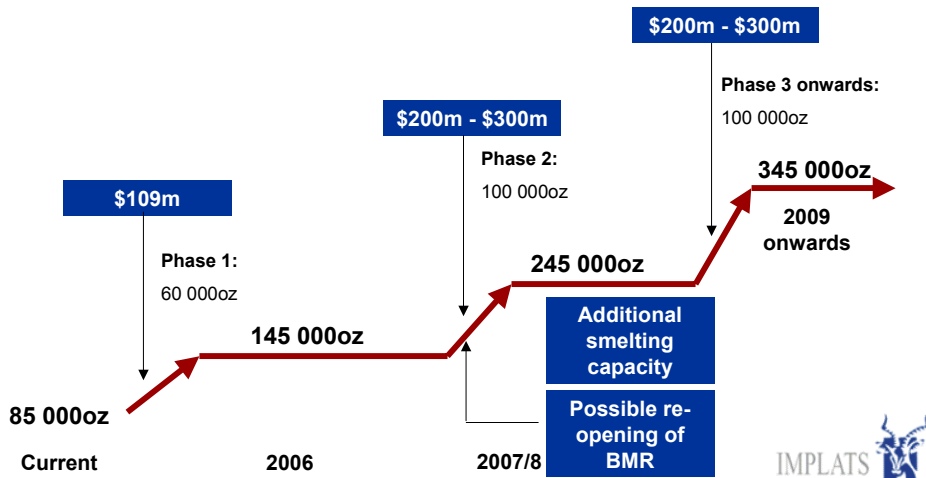 $200m - $300m
Phase 3 onwards:
100 000oz
$200m - $300m
Phase 2:
100 000oz
345 000oz
2009
onwards
$109m
Phase 1:
60 000oz
245 000oz
Additional
smelting
capacity
145 000oz
Possible re-
opening of
BMR
85 000oz
Current
2006
2007/8
IMPLATS